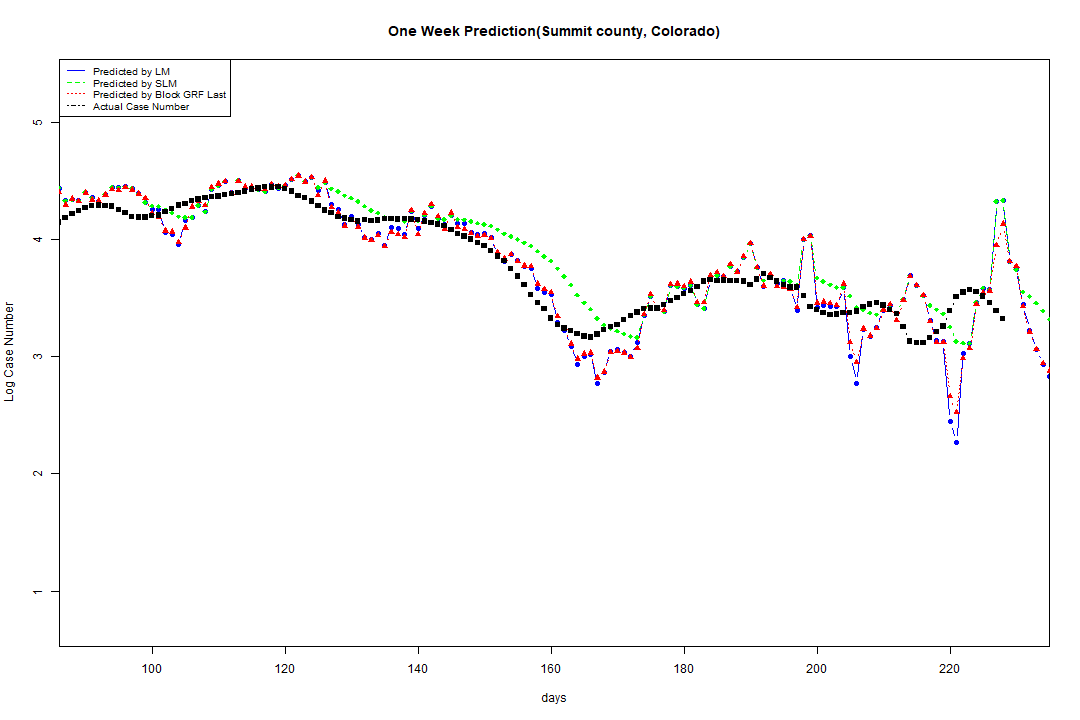 One Week Prediction(Summit county, Colorado)
Predicted by LM
Predicted by SLM
Predicted by Block GRF Last
Actual Case Number
5
4
3
2
1
Log Case Number
100 120 140 160 180 200 220
days